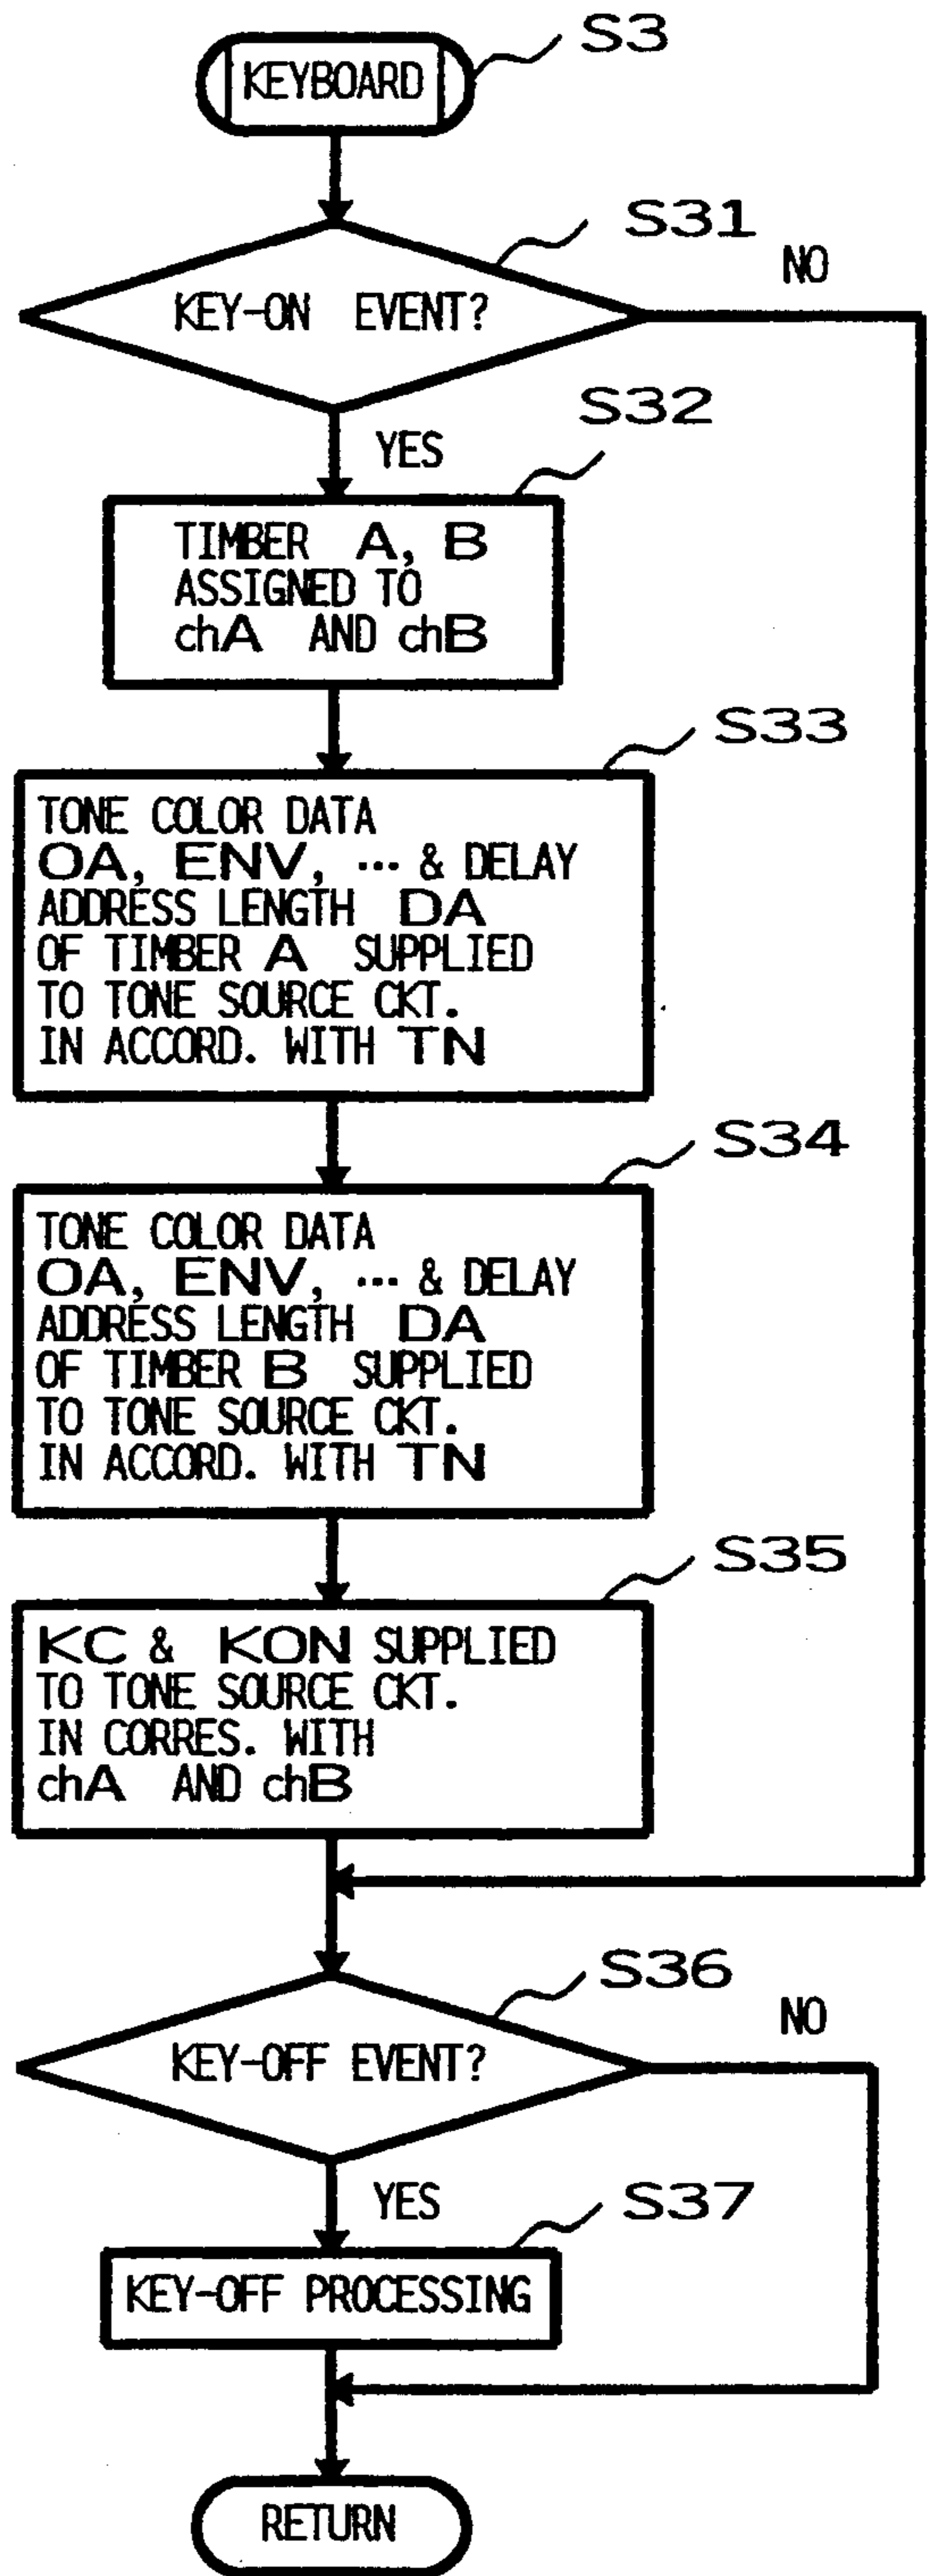 S3
KEYBOARD
S31
NO
KEY-ON EVENT?
S32
YES
TIMBER A, B
ASSIGNED TO
chA AND chB
S33
TONE COLOR DATA
OA, ENV, ... & DELAY
ADDRESS LENGTH DA
OF TIMBER A SUPPLIED
TO TONE SOURCE CKT.
IN ACCORD. WITH TN
S34
TONE COLOR DATA
OA, ENV, ... & DELAY
ADDRESS LENGTH DA
OF TIMBER B SUPPLIED
TO TONE SOURCE CKT.
IN ACCORD. WITH TN
S35
KC & KON SUPPLIED
TO TONE SOURCE CKT.
IN CORRES. WITH
chA AND chB
S36
NO
KEY-OFF EVENT?
YES
S37
KEY-OFF PROCESSING
RETURN